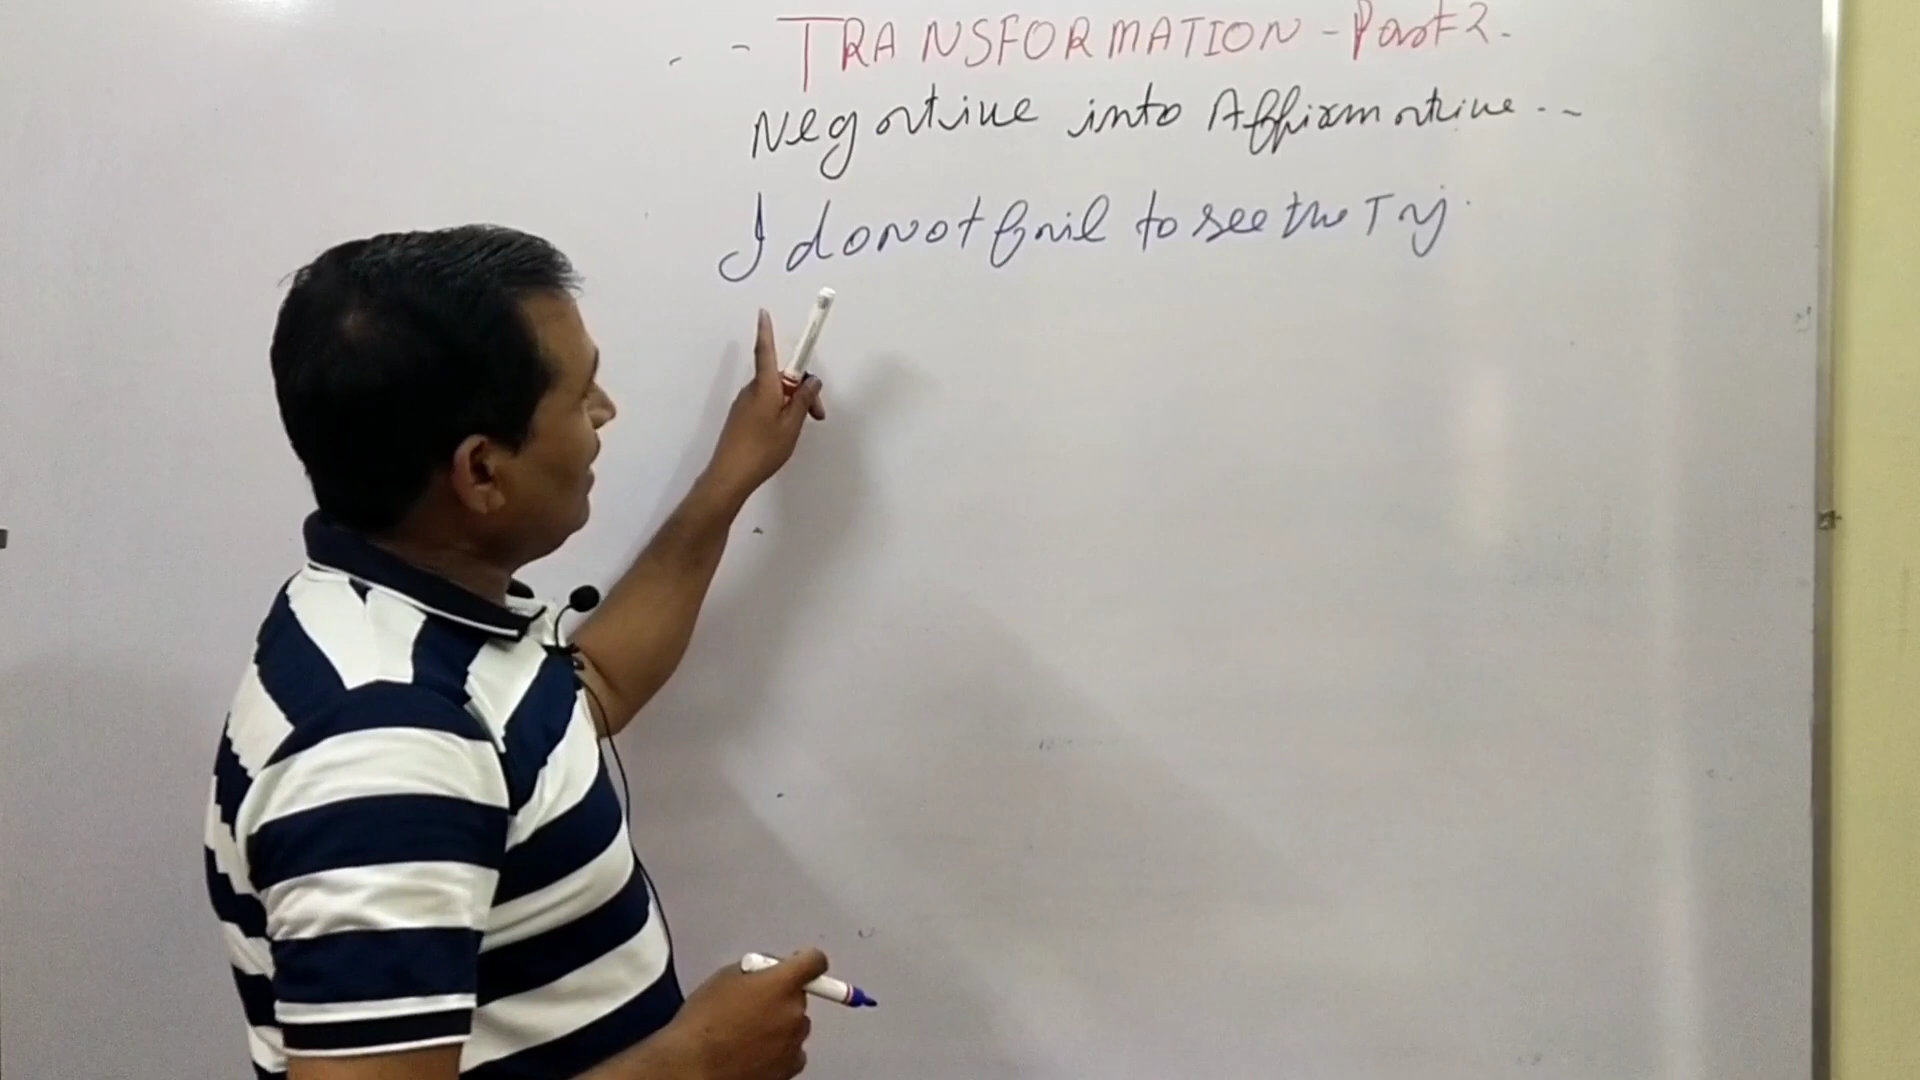 - TRANSFORMATION - Part 2.
Negative into Affirmative ..
I do not fail to see the Taj.